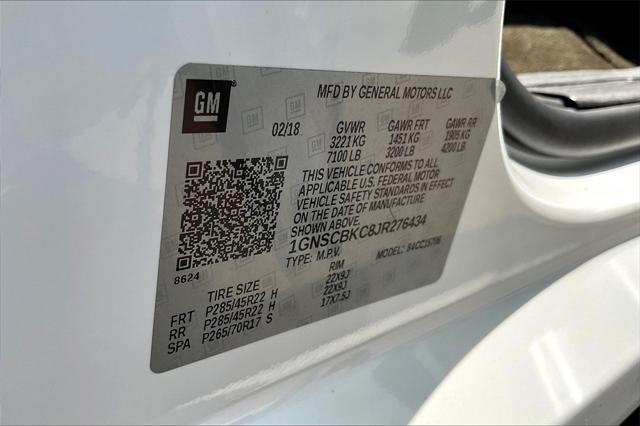 GM
MFD BY GENERAL MOTORS LLC
02/18 GVWR GAWR FRT GAWR RR
3221 KG 1451 KG 1905 KG
7100 LB 3200 LB 4200 LB
THIS VEHICLE CONFORMS TO ALL
APPLICABLE U.S. FEDERAL MOTOR
VEHICLE SAFETY STANDARDS IN EFFECT
ON THE DATE OF MANUFACTURE
SHOWN ABOVE.
1GNSCBKC8JR276434
TYPE: M.P.V. MODEL: 84CC15706
8624
TIRE SIZE RIM
FRT P285/45R22 H 22X9J
RR P285/45R22 H 22X9J
SPA P265/70R17 S 17X7.5J